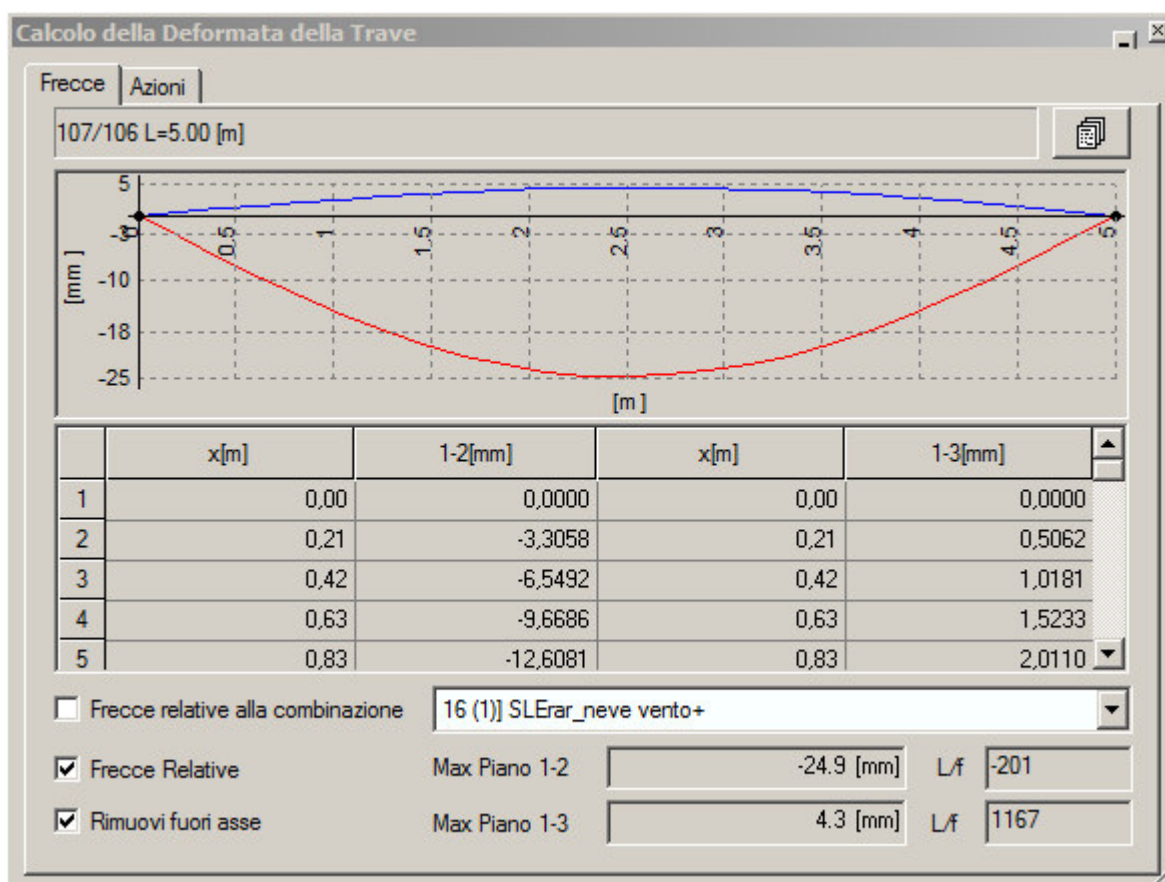 Calcolo della Deformata della Trave
Frecce Azioni
107/106 L=5.00 [m]
5
-3
-10
-18
-25
[mm ]
0 0,5 1 1,5 2 2,5 3 3,5 4 4,5 5
[m ]
x[m] 1-2[mm] x[m] 1-3[mm]
1 0,00 0,0000 0,00 0,0000
2 0,21 -3,3058 0,21 0,5062
3 0,42 -6,5492 0,42 1,0181
4 0,63 -9,6686 0,63 1,5233
5 0,83 -12,6081 0,83 2,0110
Frecce relative alla combinazione 16 (1)] SLErar_neve vento+
Frecce Relative Max Piano 1-2 -24.9 [mm] L/f -201
Rimuovi fuori asse Max Piano 1-3 4.3 [mm] L/f 1167